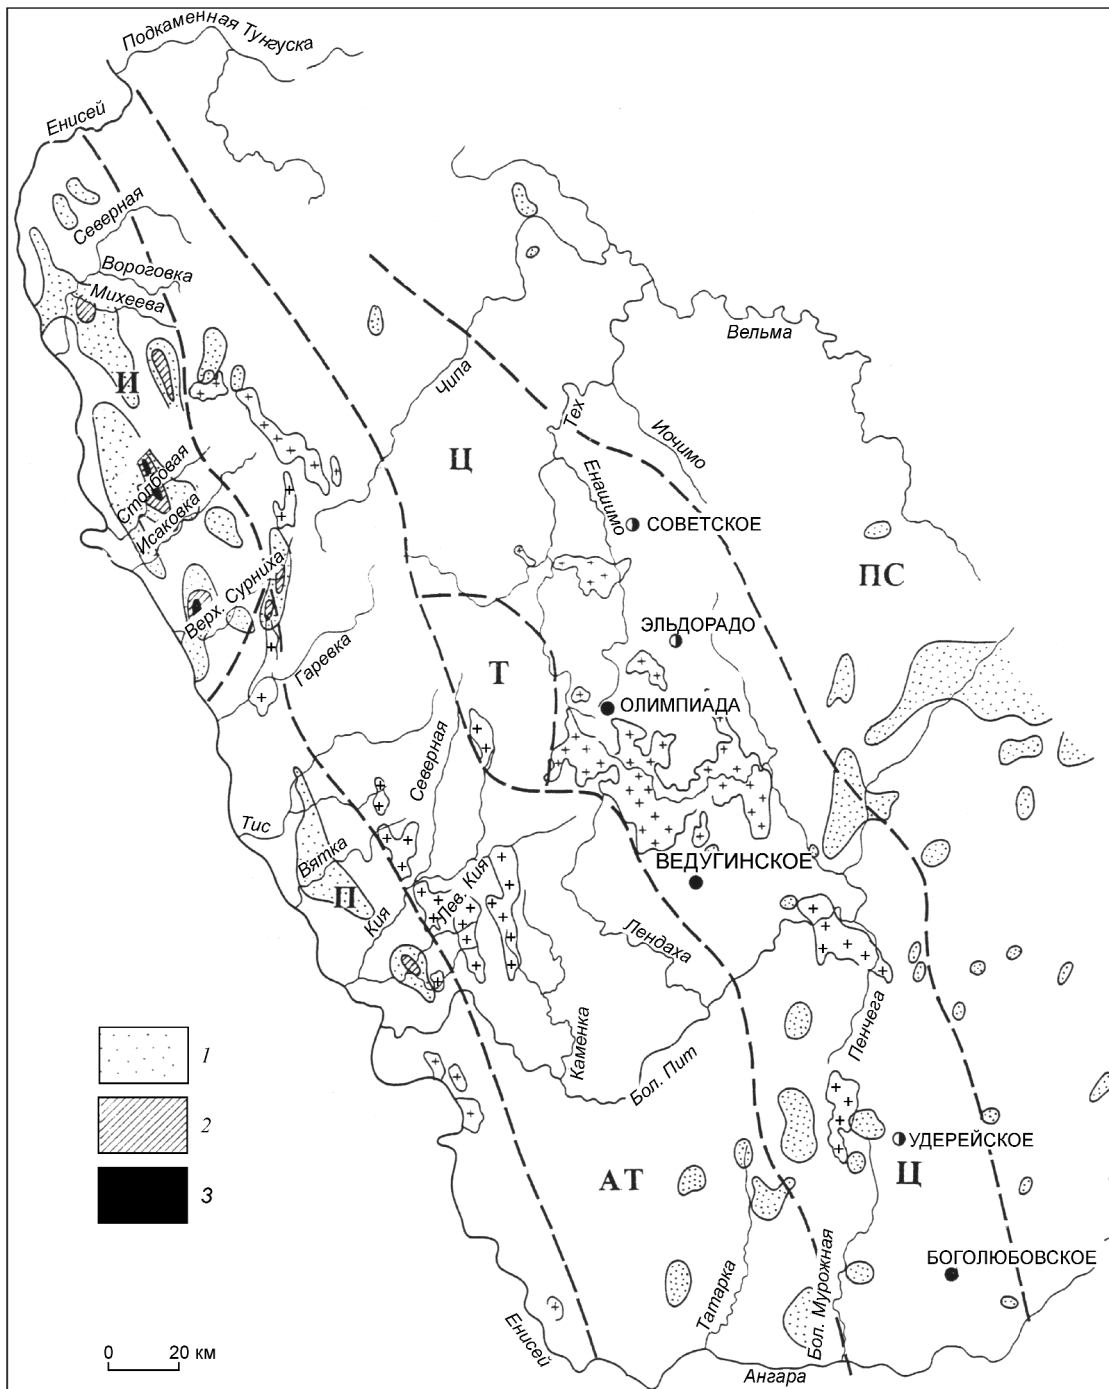 Подкаменная Тунгуска
Енисей
Северная
Вороговка
Михеева
Вельма
Чипа
И
Тех
Иочимо
Ц
Столбовая
Исаковка
Енашимо
СОВЕТСКОЕ
ПС
Верх. Сурниха
ЭЛЬДОРАДО
Гаревка
Т
ОЛИМПИАДА
Северная
Тис
Вятка
ВЕДУГИНСКОЕ
П
Кия
Лев. Кия
Лендаха
Пенчега
Каменка
Бол. Пит
1
2
3
УДЕРЕЙСКОЕ
АТ
Ц
БОГОЛЮБОВСКОЕ
Татарка
Бол. Мурожная
Енисей
0 20 км
Ангара